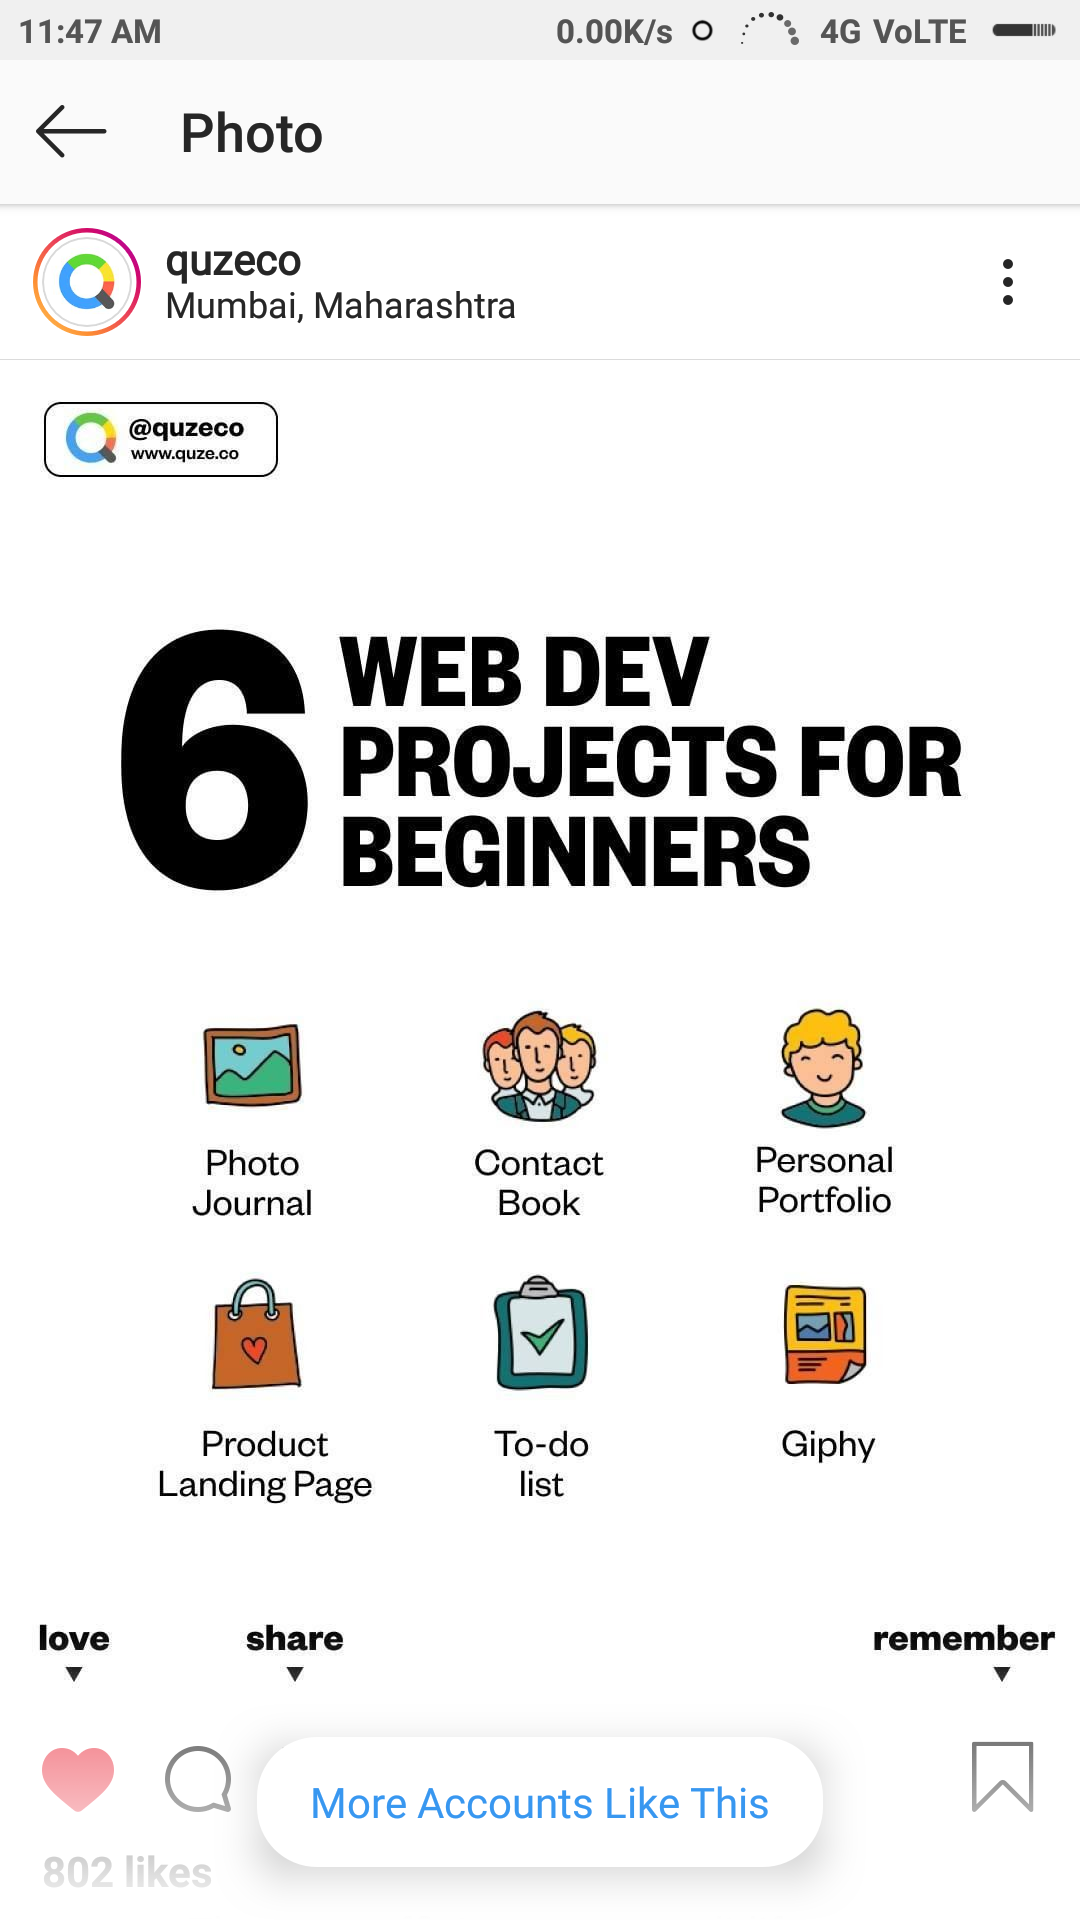 11:47 AM 0.00K/s 4G VoLTE
Photo
quzeco
Mumbai, Maharashtra
@quzeco
www.quze.co
6 WEB DEV
PROJECTS FOR
BEGINNERS
Photo
Journal
Contact
Book
Personal
Portfolio
Product
Landing Page
To-do
list
Giphy
love share remember
More Accounts Like This
802 likes